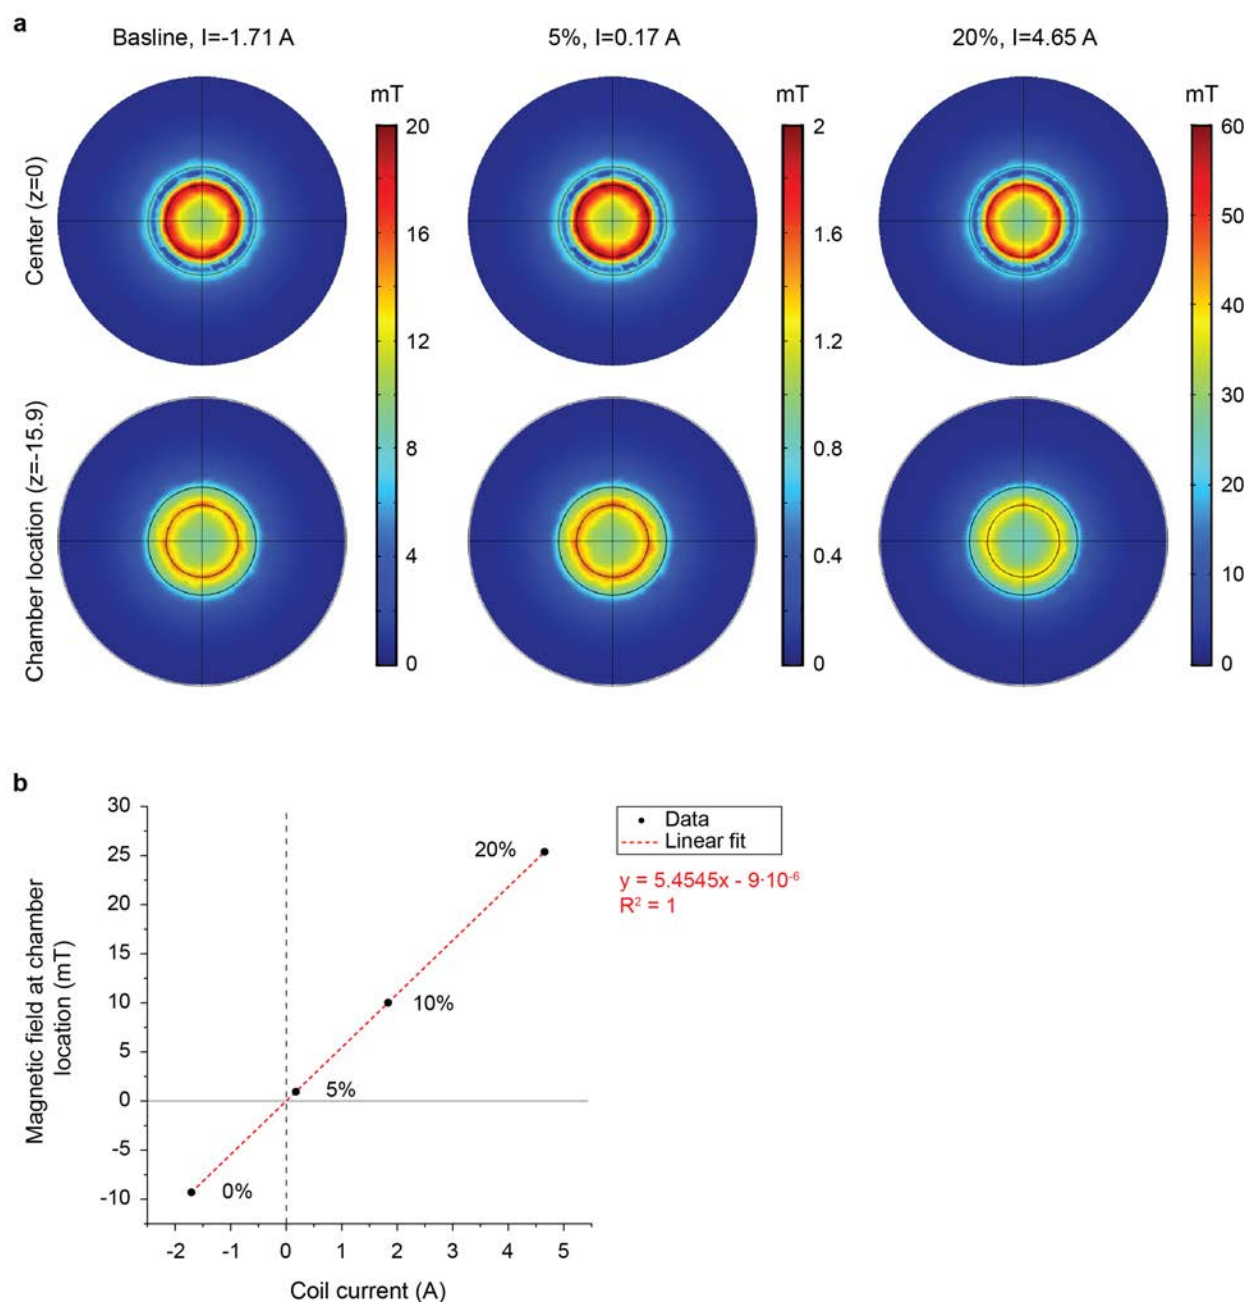 a
Basline, I=-1.71 A
5%, I=0.17 A
20%, I=4.65 A
Center (z=0)
mT
20
16
12
8
4
0
mT
2
1.6
1.2
0.8
0.4
0
mT
60
50
40
30
20
10
0
Chamber location (z=-15.9)
b
Magnetic field at chamber
location (mT)
30
25
20
15
10
5
0
-5
-10
20%
10%
5%
0%
-2 -1 0 1 2 3 4 5
Coil current (A)
Data
Linear fit
y = 5.4545x - 9·10⁻⁶
R² = 1